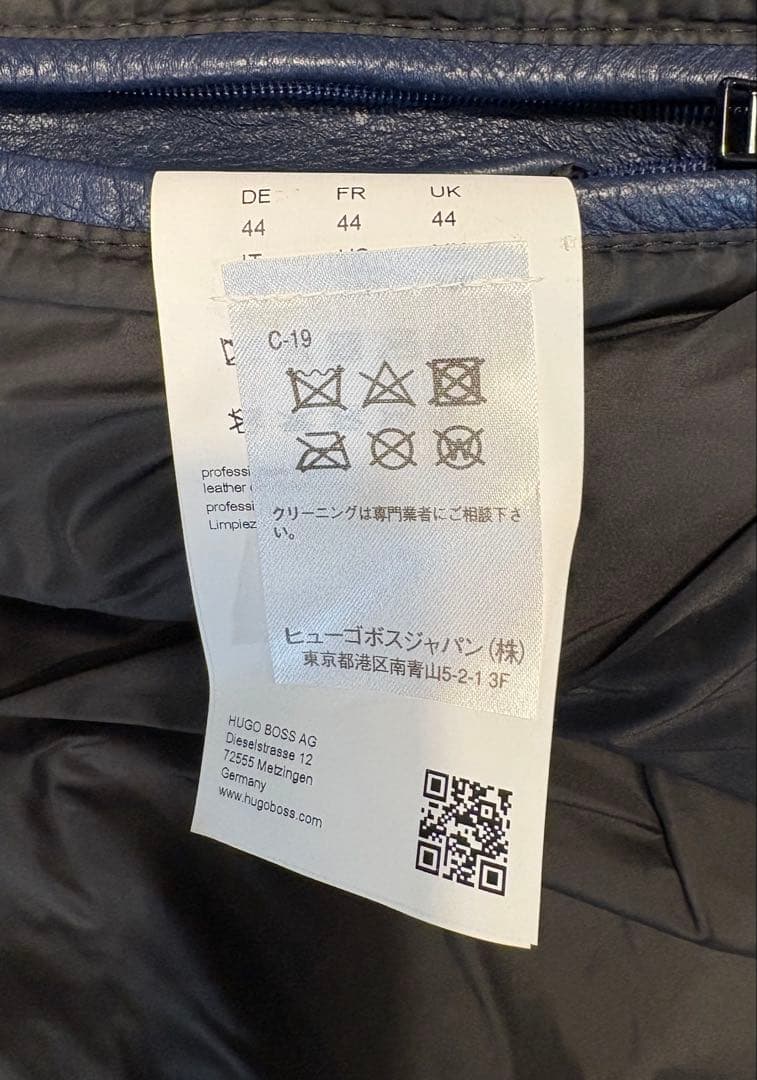 DE FR UK
44 44 44
C-19
professi
leather
professi
Limpiez
クリーニングは専門業者にご相談下さ
い。
ヒューゴボスジャパン(株)
東京都港区南青山5-2-1 3F
HUGO BOSS AG
Dieselstrasse 12
72555 Metzingen
Germany
www.hugoboss.com